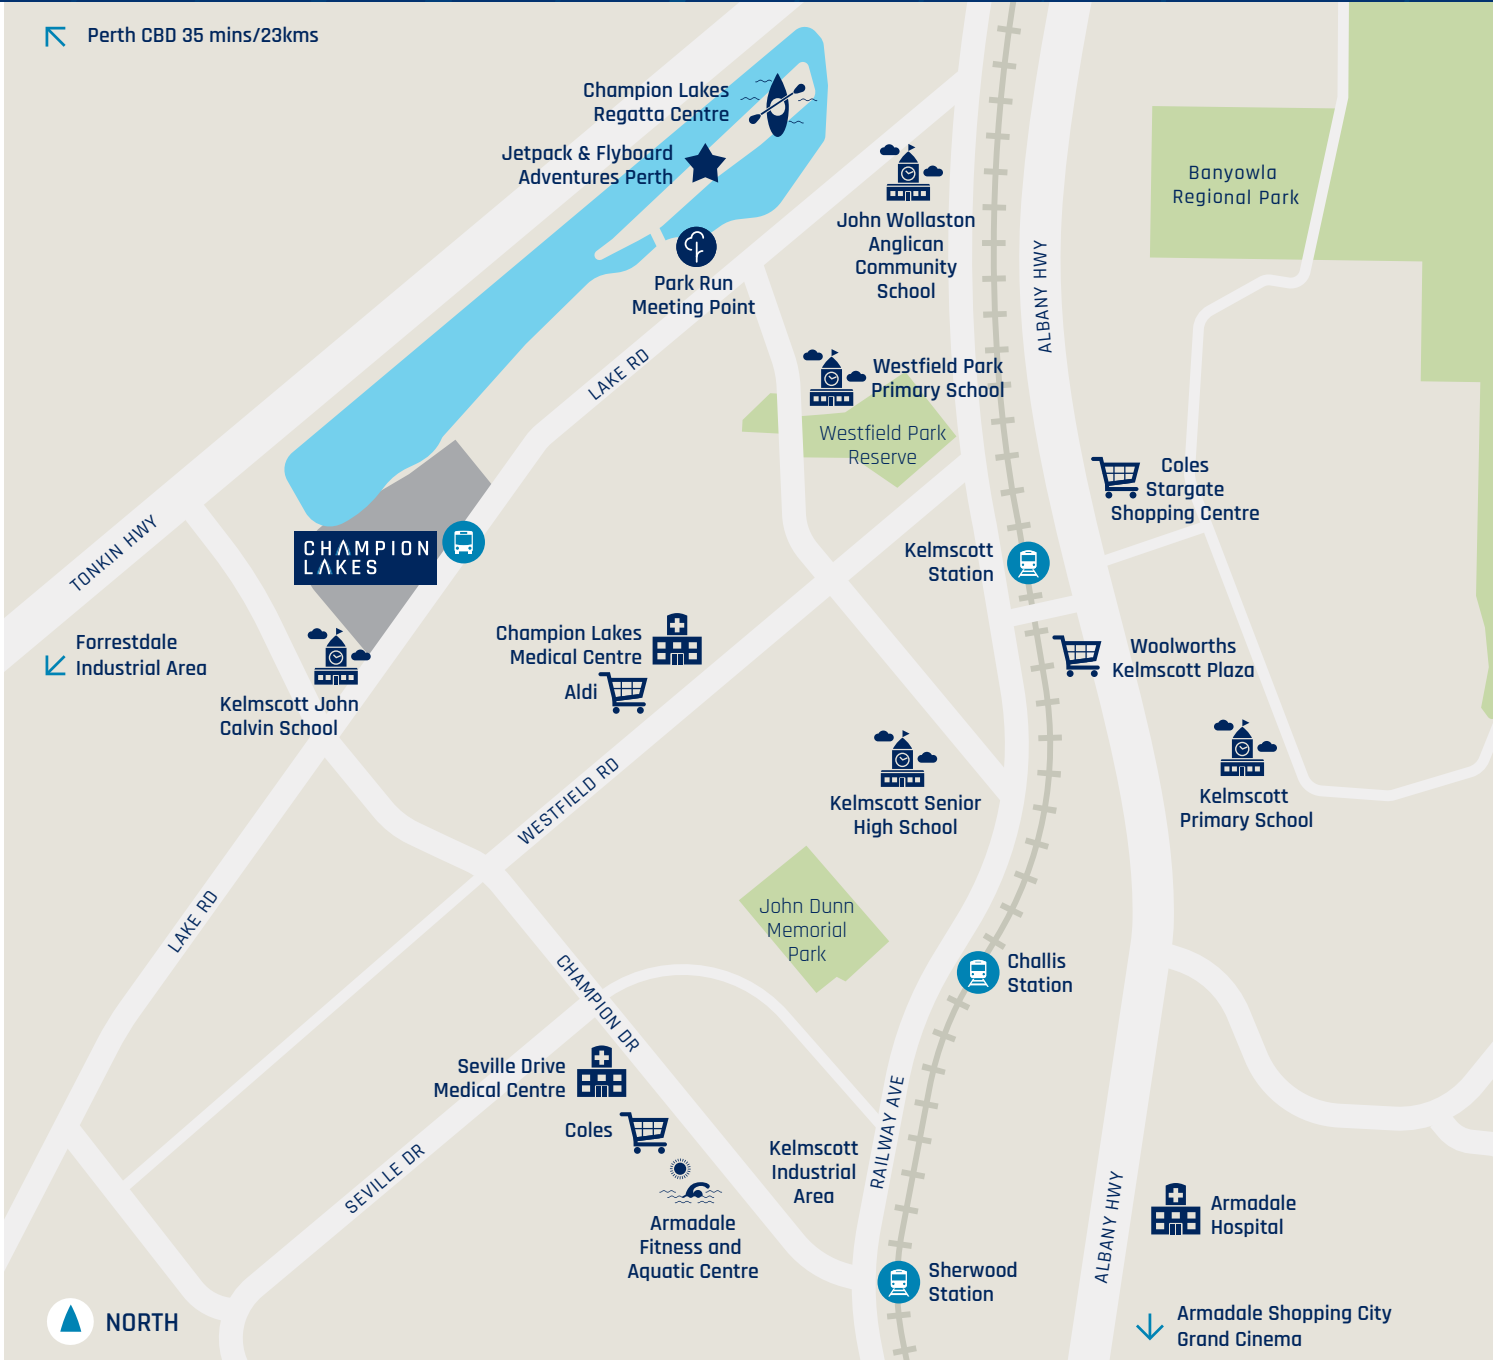 Perth CBD 35 mins/23kms
Champion Lakes
Regatta Centre
Jetpack & Flyboard
Adventures Perth
Banyowla
Regional Park
John Wollaston
Anglican
Community
School
ALBANY HWY
Park Run
Meeting Point
LAKE RD
Westfield Park
Primary School
Westfield Park
Reserve
Coles
Stargate
Shopping Centre
TONKIN HWY
CHAMPION
LAKES
Kelmscott
Station
Forrestdale
Industrial Area
Champion Lakes
Medical Centre
Aldi
Woolworths
Kelmscott Plaza
Kelmscott John
Calvin School
WESTFIELD RD
Kelmscott Senior
High School
Kelmscott
Primary School
LAKE RD
John Dunn
Memorial
Park
CHAMPION DR
Challis
Station
Seville Drive
Medical Centre
Coles
RAILWAY AVE
Kelmscott
Industrial
Area
SEVILLE DR
Armadale
Fitness and
Aquatic Centre
ALBANY HWY
Armadale
Hospital
Sherwood
Station
NORTH
Armadale Shopping City
Grand Cinema